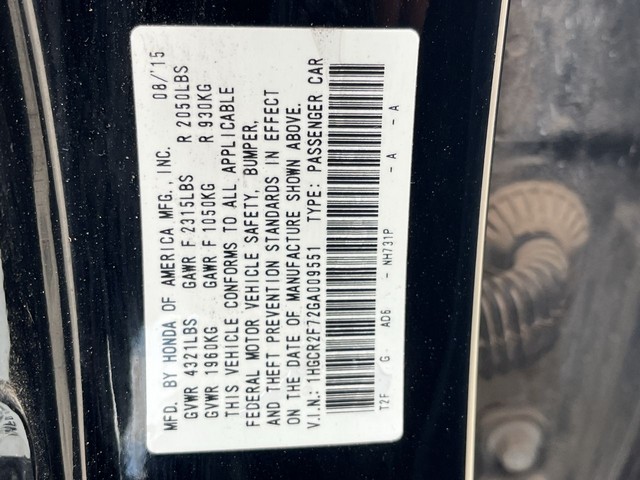 MFD. BY HONDA OF AMERICA MFG., INC. 08/'15
GVWR 4321LBS GAWR F 2315LBS R 2050LBS
GVWR 1960KG GAWR F 1050KG R 930KG
THIS VEHICLE CONFORMS TO ALL APPLICABLE
FEDERAL MOTOR VEHICLE SAFETY, BUMPER,
AND THEFT PREVENTION STANDARDS IN EFFECT
ON THE DATE OF MANUFACTURE SHOWN ABOVE.
V.I.N.: 1HGCR2F72GA009551 TYPE: PASSENGER CAR
T2F G AD6 - NH731P - A - A